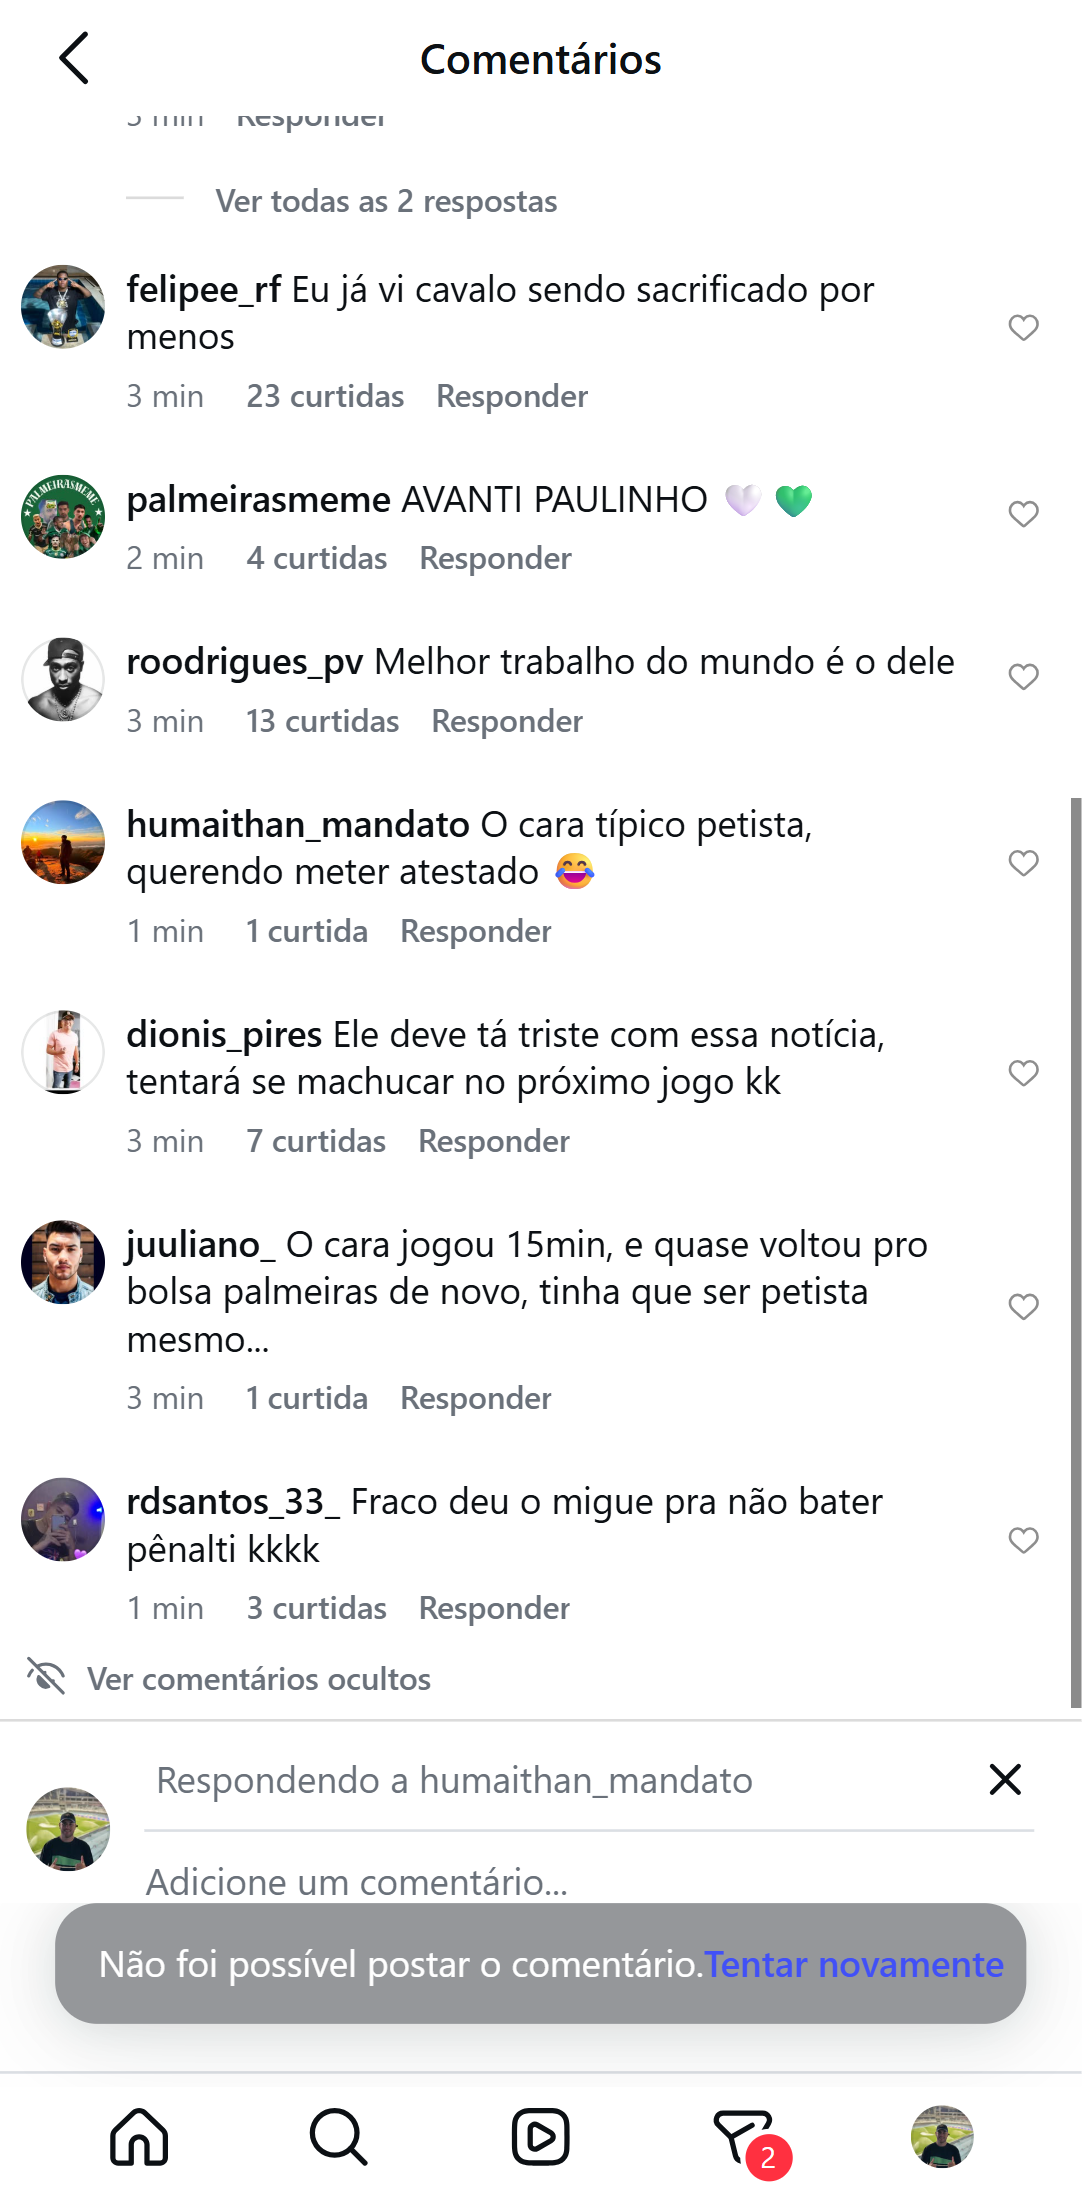 Comentários
3 min Responder
Ver todas as 2 respostas
felipee_rf Eu já vi cavalo sendo sacrificado por
menos
3 min 23 curtidas Responder
PALMEIRASMEME
palmeirasmeme AVANTI PAULINHO 🤍 💚
2 min 4 curtidas Responder
roodrigues_pv Melhor trabalho do mundo é o dele
3 min 13 curtidas Responder
humaithan_mandato O cara típico petista,
querendo meter atestado 😂
1 min 1 curtida Responder
dionis_pires Ele deve tá triste com essa notícia,
tentará se machucar no próximo jogo kk
3 min 7 curtidas Responder
juuliano_ O cara jogou 15min, e quase voltou pro
bolsa palmeiras de novo, tinha que ser petista
mesmo...
3 min 1 curtida Responder
rdsantos_33_ Fraco deu o migue pra não bater
pênalti kkkk
1 min 3 curtidas Responder
Ver comentários ocultos
Respondendo a humaithan_mandato
Adicione um comentário...
Não foi possível postar o comentário.Tentar novamente
2